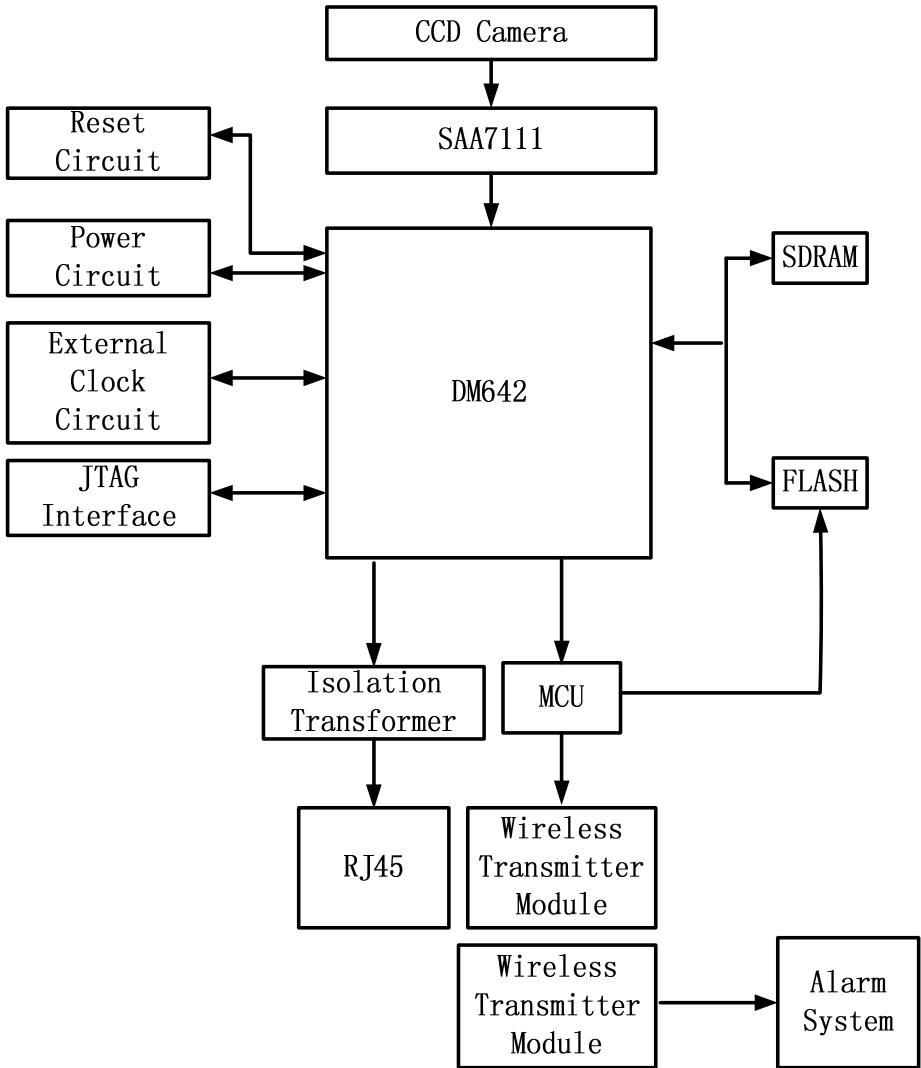 CCD Camera
SAA7111
Reset
Circuit
Power
Circuit
External
Clock
Circuit
JTAG
Interface
DM642
SDRAM
FLASH
Isolation
Transformer
MCU
RJ45
Wireless
Transmitter
Module
Wireless
Transmitter
Module
Alarm
System